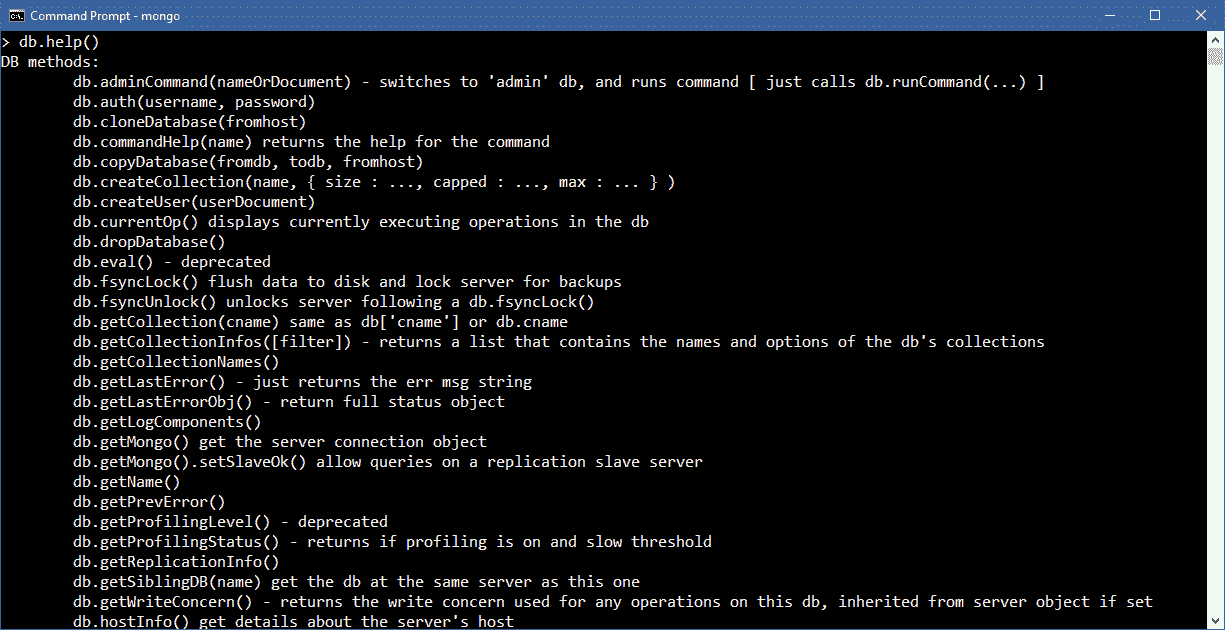 Command Prompt - mongo
> db.help()
DB methods:
db.adminCommand(nameOrDocument) - switches to 'admin' db, and runs command [ just calls db.runCommand(...) ]
db.auth(username, password)
db.cloneDatabase(fromhost)
db.commandHelp(name) returns the help for the command
db.copyDatabase(fromdb, todb, fromhost)
db.createCollection(name, { size : ..., capped : ..., max : ... } )
db.createUser(userDocument)
db.currentOp() displays currently executing operations in the db
db.dropDatabase()
db.eval() - deprecated
db.fsyncLock() flush data to disk and lock server for backups
db.fsyncUnlock() unlocks server following a db.fsyncLock()
db.getCollection(cname) same as db['cname'] or db.cname
db.getCollectionInfos([filter]) - returns a list that contains the names and options of the db's collections
db.getCollectionNames()
db.getLastError() - just returns the err msg string
db.getLastErrorObj() - return full status object
db.getLogComponents()
db.getMongo() get the server connection object
db.getMongo().setSlaveOk() allow queries on a replication slave server
db.getName()
db.getPrevError()
db.getProfilingLevel() - deprecated
db.getProfilingStatus() - returns if profiling is on and slow threshold
db.getReplicationInfo()
db.getSiblingDB(name) get the db at the same server as this one
db.getWriteConcern() - returns the write concern used for any operations on this db, inherited from server object if set
db.hostInfo() get details about the server's host